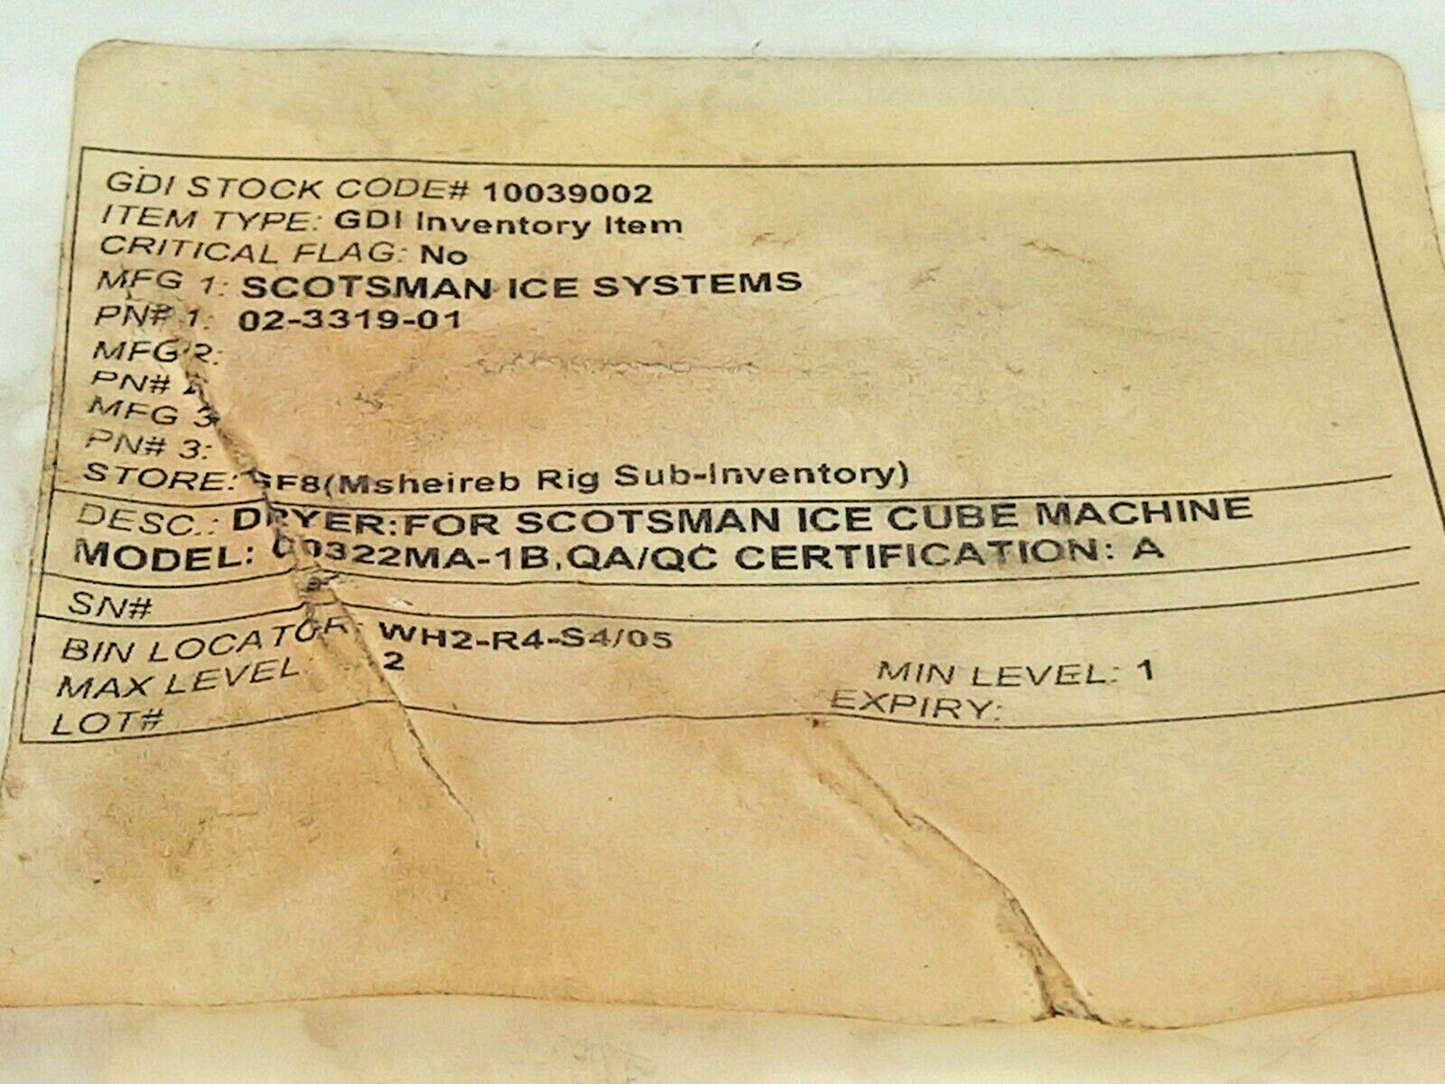 GDI STOCK CODE# 10039002
ITEM TYPE: GDI Inventory Item
CRITICAL FLAG: No
MFG 1: SCOTSMAN ICE SYSTEMS
PN# 1: 02-3319-01
MFG 2:
PN#
MFG 3
PN# 3:
STORE: (Msheireb Rig Sub-Inventory)
DESC.: DRYER:FOR SCOTSMAN ICE CUBE MACHINE
MODEL: QA/QC CERTIFICATION: A
SN#
BIN LOCATOR: WH2-R4-S4/05
MAX LEVEL: 2 MIN LEVEL: 1
LOT# EXPIRY: